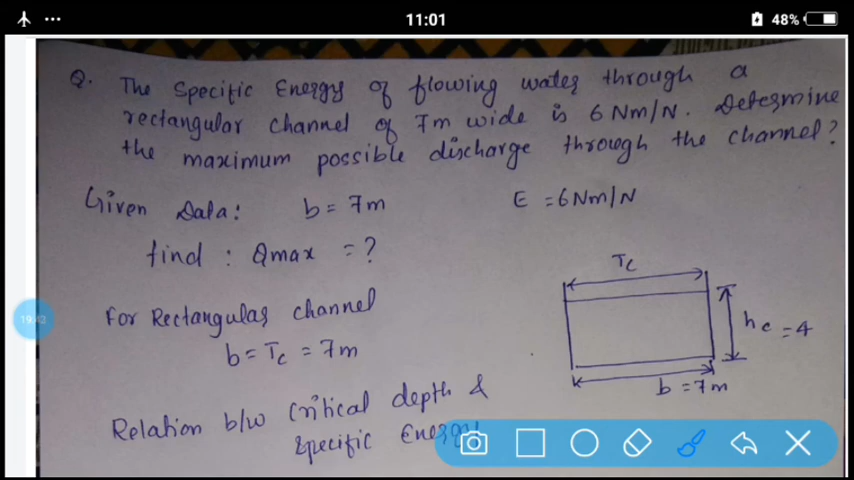 11:01
48%
Q. The Specific Energy of flowing water through a
rectangular channel of 7m wide is 6 Nm/N. Determine
the maximum possible discharge through the channel?
Given Data: b = 7m E = 6Nm/N
find : Qmax = ?
Tc
For Rectangular channel
19:42
hc = 4
b = Tc = 7m
b = 7m
Relation b/w Critical depth &
Specific Energy